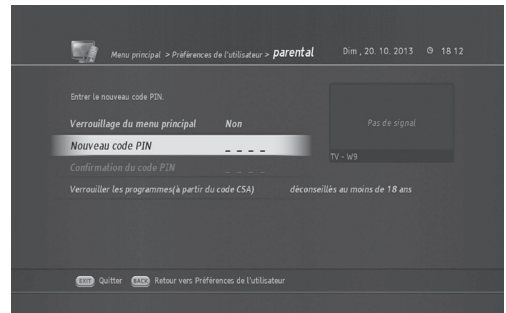 Menu principal > Préférences de l'utilisateur > parental Dim , 20. 10. 2013 18:12
Entrer le nouveau code PIN.
Verrouillage du menu principal Non
Pas de signal
Nouveau code PIN _ _ _ _
TV - W9
Confirmation du code PIN _ _ _ _
Verrouiller les programmes(à partir du code CSA) déconseillés au moins de 18 ans
EXIT Quitter BACK Retour vers Préférences de l'utilisateur